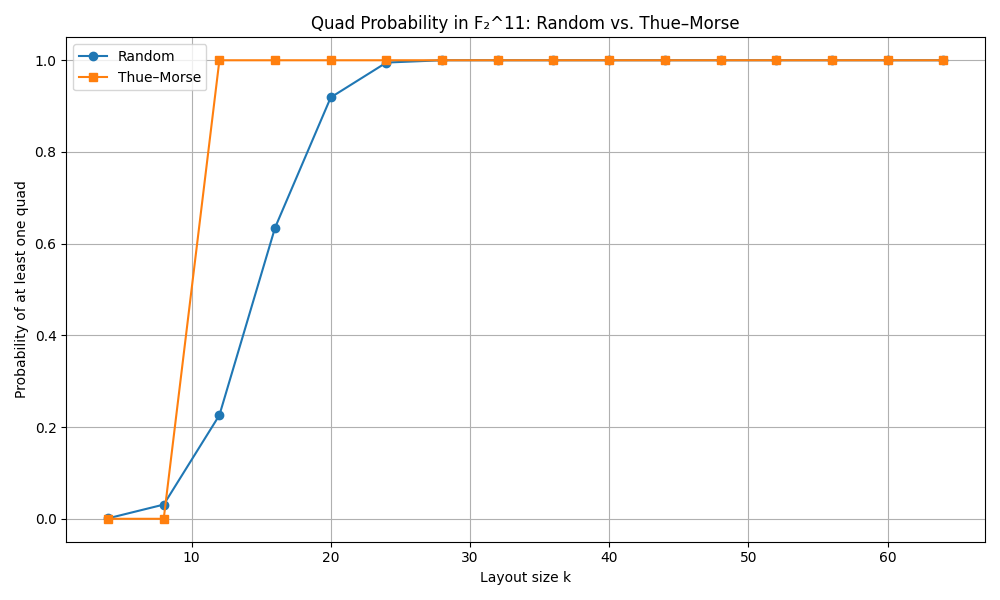 Quad Probability in F₂^11: Random vs. Thue–Morse
Random
Thue–Morse
Probability of at least one quad
1.0
0.8
0.6
0.4
0.2
0.0
10
20
30
40
50
60
Layout size k